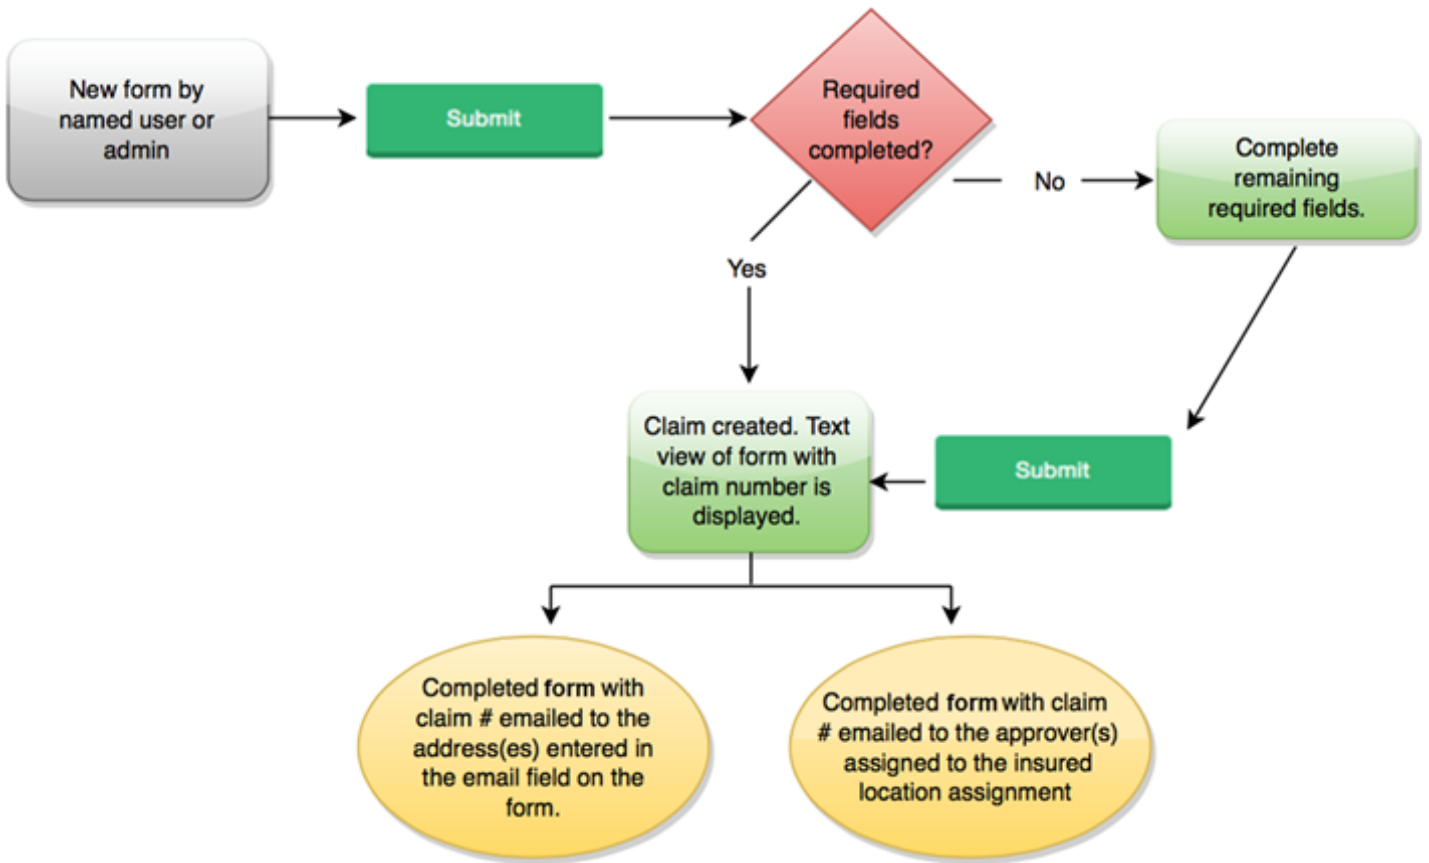 New form by
named user or
admin
Submit
Required
fields
completed?
No
Complete
remaining
required fields.
Yes
Claim created. Text
view of form with
claim number is
displayed.
Submit
Completed form with
claim # emailed to the
address(es) entered in
the email field on the
form.
Completed form with claim
# emailed to the approver(s)
assigned to the insured
location assignment